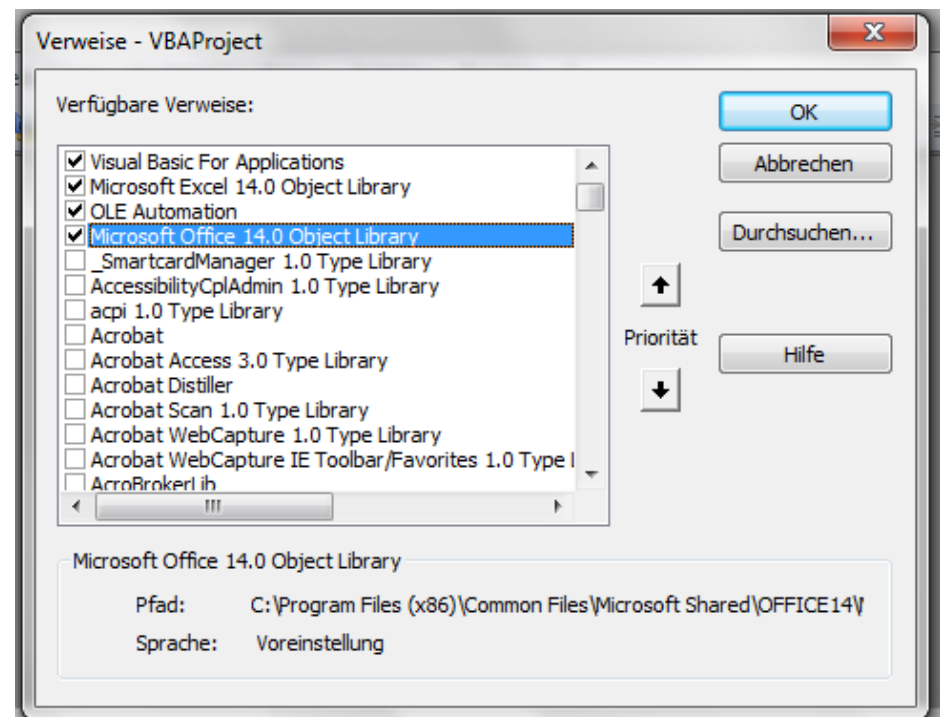 Verweise - VBAProject
Verfügbare Verweise:
OK
Visual Basic For Applications
Abbrechen
Microsoft Excel 14.0 Object Library
OLE Automation
Microsoft Office 14.0 Object Library
Durchsuchen...
_SmartcardManager 1.0 Type Library
AccessibilityCplAdmin 1.0 Type Library
acpi 1.0 Type Library
Acrobat
Priorität
Acrobat Access 3.0 Type Library
Hilfe
Acrobat Distiller
Acrobat Scan 1.0 Type Library
Acrobat WebCapture 1.0 Type Library
Acrobat WebCapture IE Toolbar/Favorites 1.0 Type
AcroBrokerLib
Microsoft Office 14.0 Object Library
Pfad: C:\Program Files (x86)\Common Files\Microsoft Shared\OFFICE14\
Sprache: Voreinstellung